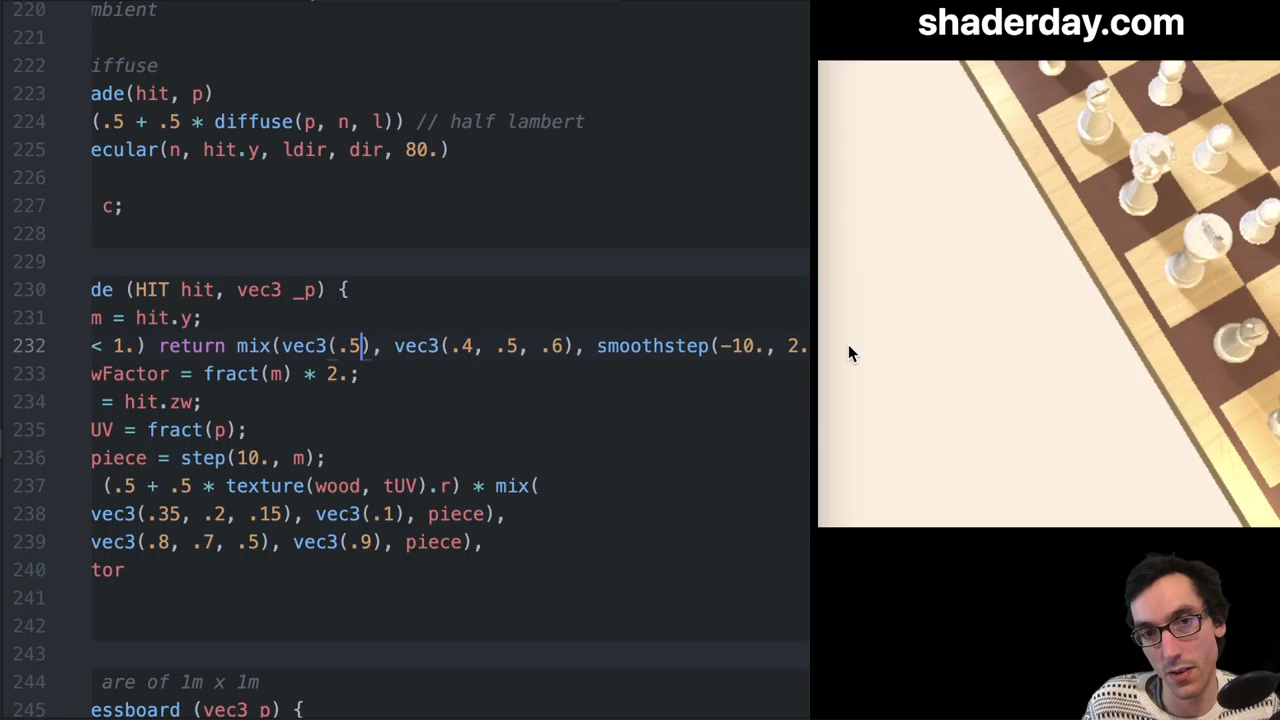 220 mbient
221
222 iffuse
223 ade(hit, p)
224 (.5 + .5 * diffuse(p, n, l)) // half lambert
225 ecular(n, hit.y, ldir, dir, 80.)
226
227 c;
228
229
230 de (HIT hit, vec3 _p) {
231 m = hit.y;
232 < 1.) return mix(vec3(.5), vec3(.4, .5, .6), smoothstep(-10., 2.
233 wFactor = fract(m) * 2.;
234 = hit.zw;
235 UV = fract(p);
236 piece = step(10., m);
237 (.5 + .5 * texture(wood, tUV).r) * mix(
238 vec3(.35, .2, .15), vec3(.1), piece),
239 vec3(.8, .7, .5), vec3(.9), piece),
240 tor
241
242
243
244 are of 1m x 1m
245 essboard (vec3 p) {
shaderday.com